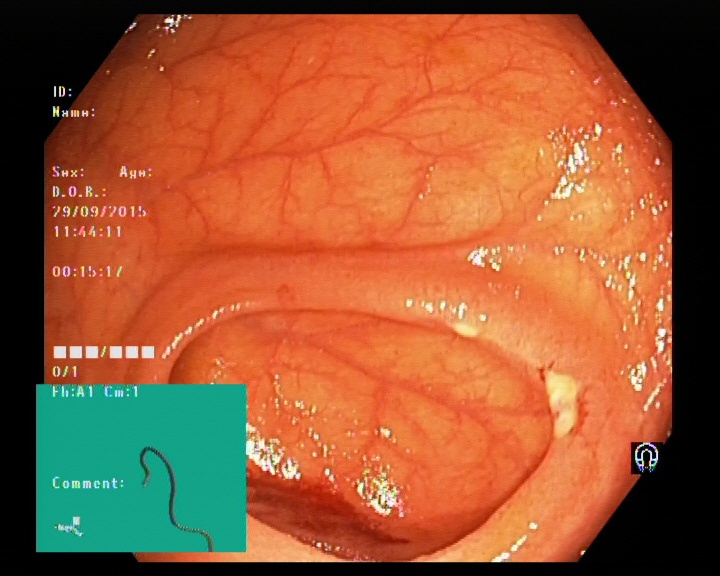 ID:
Name:
Sex: Age:
D.O.B.:
29/09/2015
11:44:11
00:15:17
0/1
Ph:A1 Cm:1
Comment: